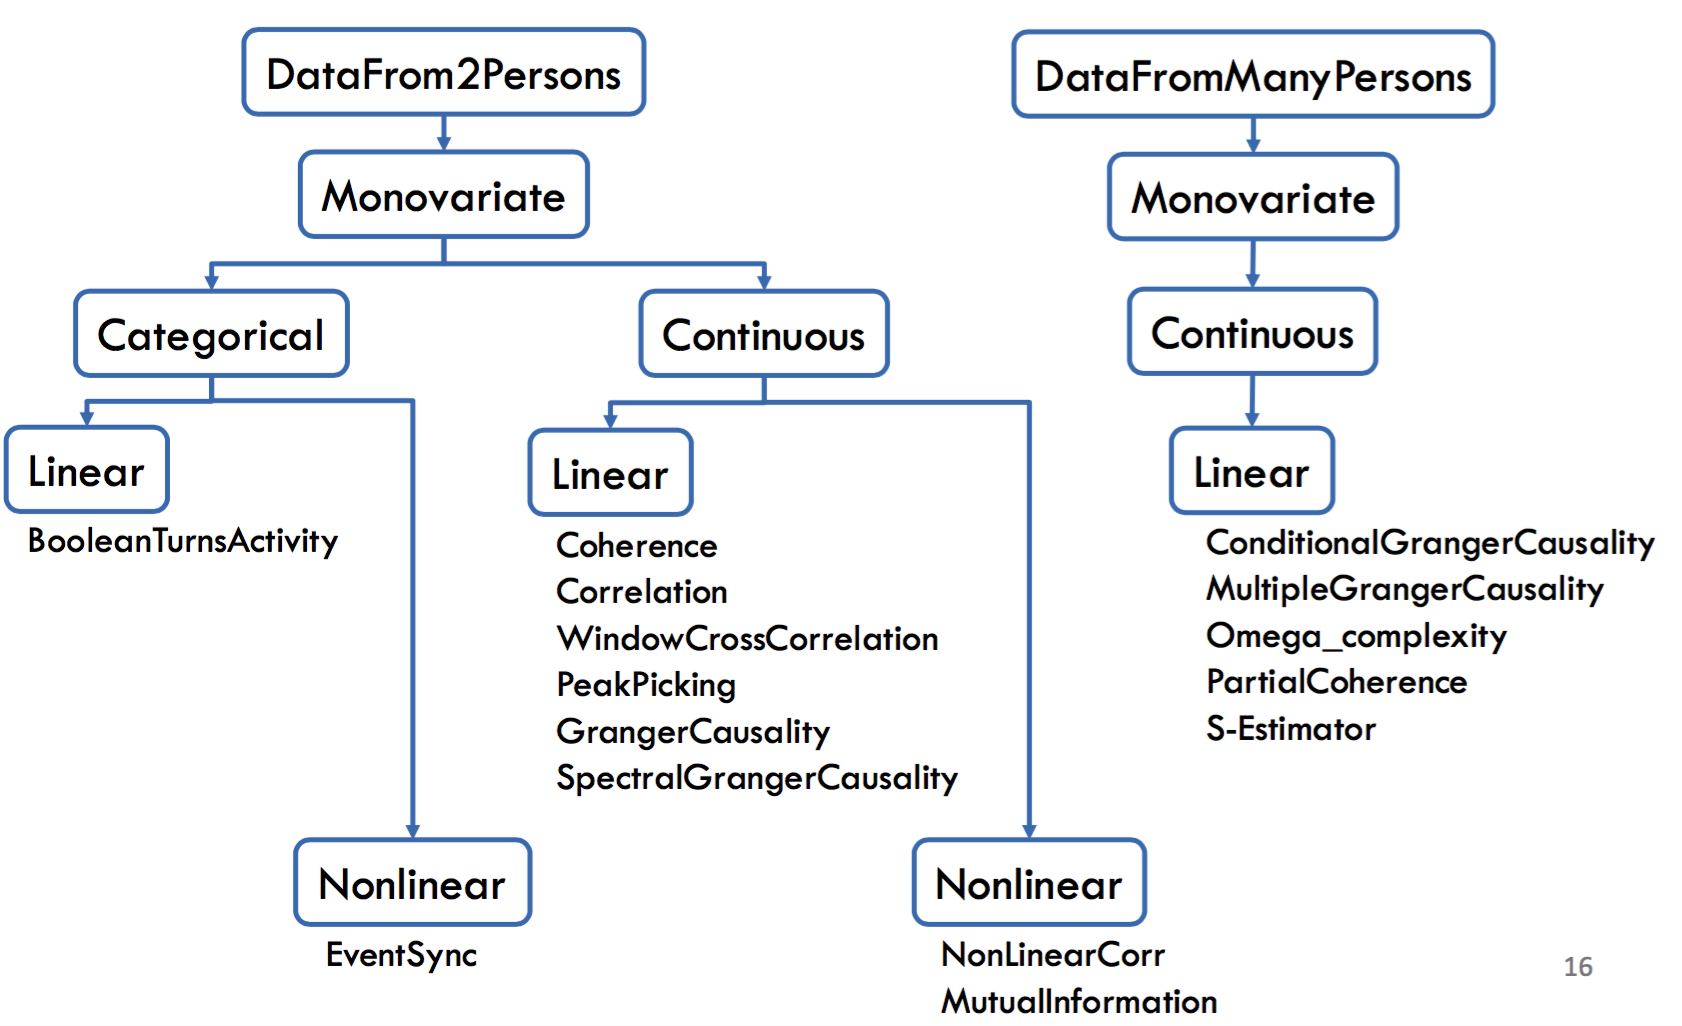 DataFrom2Persons
Monovariate
Categorical
Continuous
Linear
BooleanTurnsActivity
Linear
Coherence
Correlation
WindowCrossCorrelation
PeakPicking
GrangerCausality
SpectralGrangerCausality
Nonlinear
EventSync
Nonlinear
NonLinearCorr
MutualInformation
DataFromManyPersons
Monovariate
Continuous
Linear
ConditionalGrangerCausality
MultipleGrangerCausality
Omega_complexity
PartialCoherence
S-Estimator
16